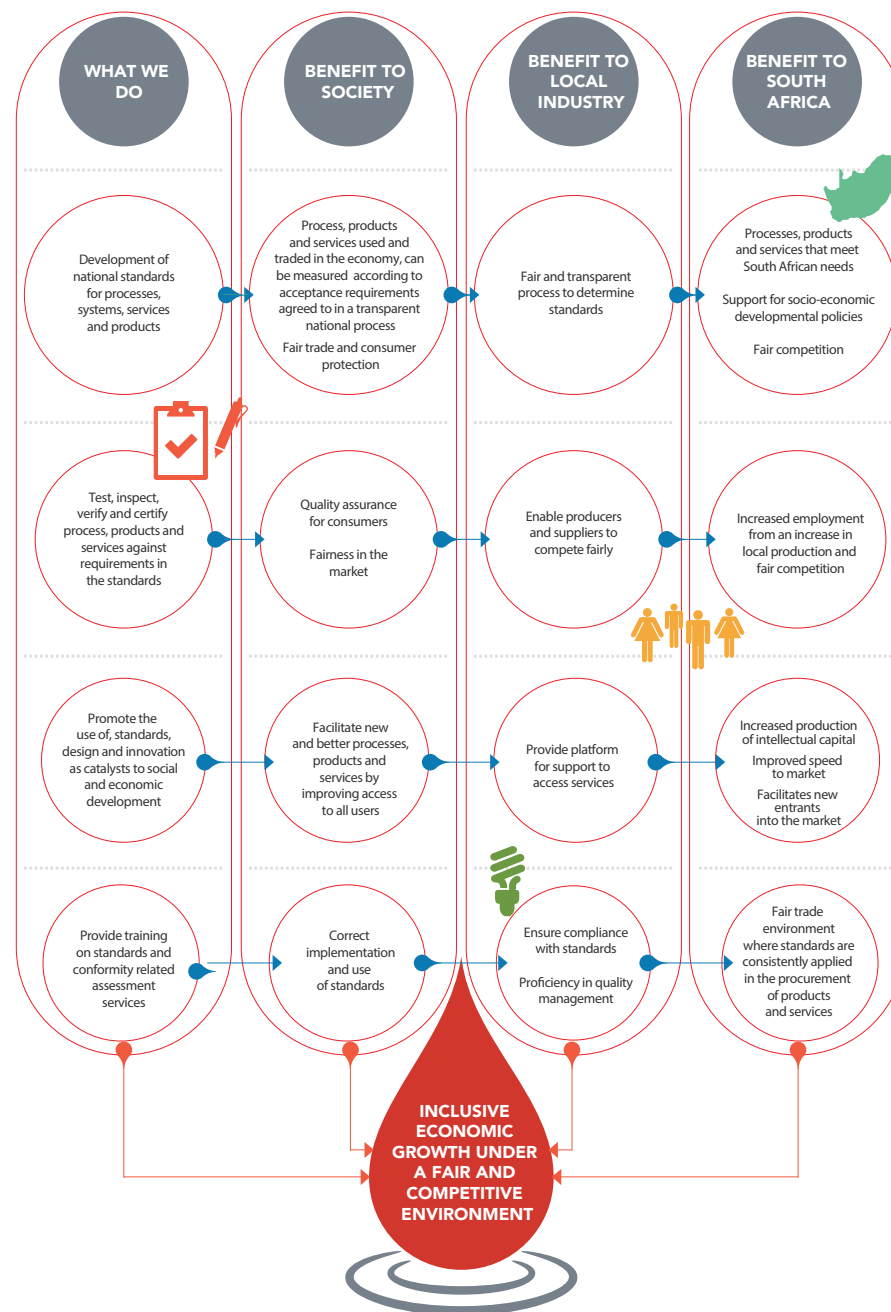 WHAT WE
DO
BENEFIT TO
SOCIETY
BENEFIT TO
LOCAL
INDUSTRY
BENEFIT TO
SOUTH
AFRICA
Development of
national standards
for processes,
systems, services
and products
Process, products
and services used and
traded in the economy, can
be measured according to
acceptance requirements
agreed to in a transparent
national process
Fair trade and consumer
protection
Fair and transparent
process to determine
standards
Processes, products
and services that meet
South African needs
Support for socio-economic
developmental policies
Fair competition
Test, inspect,
verify and certify
process, products and
services against
requirements in
the standards
Quality assurance
for consumers
Fairness in the
market
Enable producers
and suppliers to
compete fairly
Increased employment
from an increase in
local production and
fair competition
Promote the
use of, standards,
design and innovation
as catalysts to social
and economic
development
Facilitate new
and better processes,
products and
services by
improving access
to all users
Provide platform
for support to
access services
Increased production
of intellectual capital
Improved speed to
market
Facilitates new
entrants
into the market
Provide training
on standards and
conformity related
assessment
services
Correct
implementation
and use
of standards
Ensure compliance
with standards
Proficiency in quality
management
Fair trade
environment
where standards are
consistently applied
in the procurement
of products
and services
INCLUSIVE
ECONOMIC
GROWTH UNDER
A FAIR AND
COMPETITIVE
ENVIRONMENT